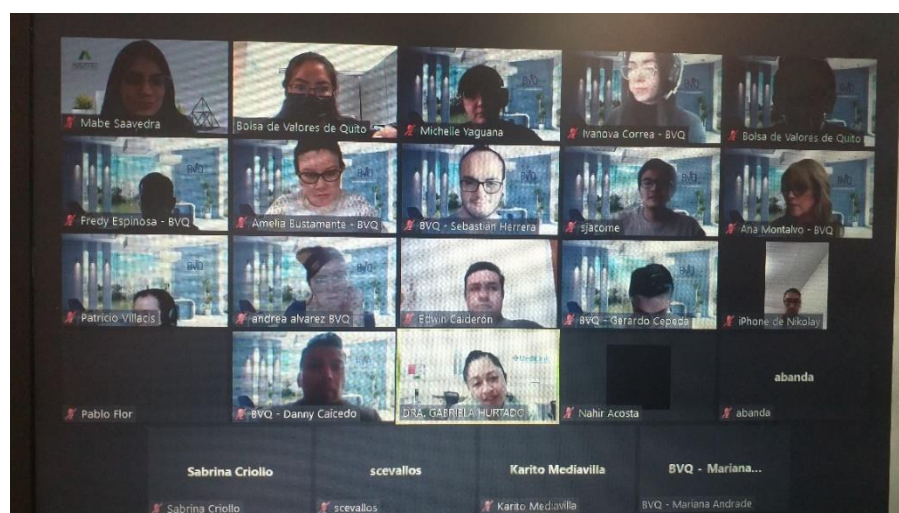 Mabe Saavedra
Bolsa de Valores de Quito
Michelle Yaguana
Ivanova Correa - BVQ
Bolsa de Valores de Quito
Fredy Espinosa - BVQ
Amelia Bustamante - BVQ
BVQ - Sebastian Herrera
sjacome
Ana Montalvo - BVQ
Patricio Villacis
andrea alvarez BVQ
Edwin Calderón
BVQ - Gerardo Cepeda
iPhone de Nikolay
Pablo Flor
BVQ - Danny Caicedo
DRA. GABRIELA HURTADO
Nahir Acosta
abanda
abanda
Sabrina Criollo
scevallos
Karito Mediavilla
BVQ - Mariana...
Sabrina Criollo
scevallos
Karito Mediavilla
BVQ - Mariana Andrade